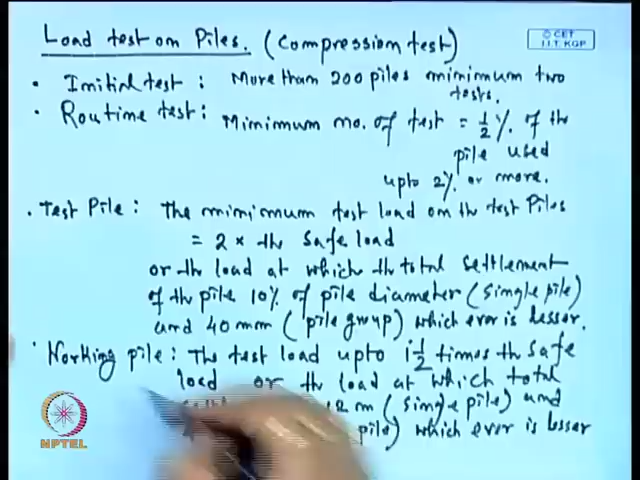 Load test on Piles. (Compression test)
© CET
I.I.T. KGP
• Initial test : More than 200 piles minimum two
tests.
• Routine test : Minimum no. of test = ½ % of the
pile used
upto 2% or more.
• Test Pile : The minimum test load on the test Piles
= 2 × the safe load
or the load at which the total settlement
of the pile 10% of pile diameter (single pile)
and 40 mm (pile group) which ever is lesser.
• Working pile : The test load upto 1½ times the safe
load or the load at which total
12 m (single pile) and
pile) which ever is lesser
NPTEL